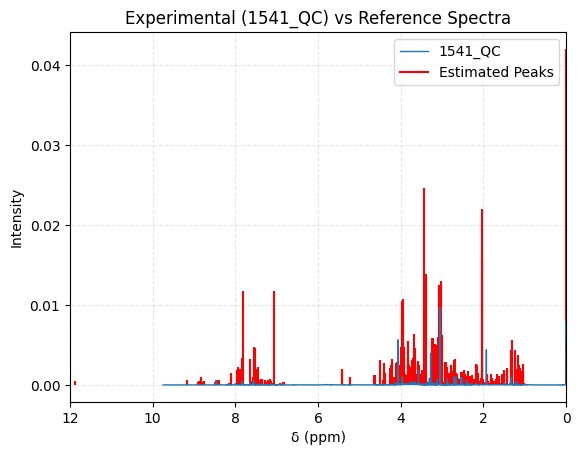 Experimental (1541_QC) vs Reference Spectra
1541_QC
Estimated Peaks
Intensity
0.04
0.03
0.02
0.01
0.00
12 10 8 6 4 2 0
δ (ppm)